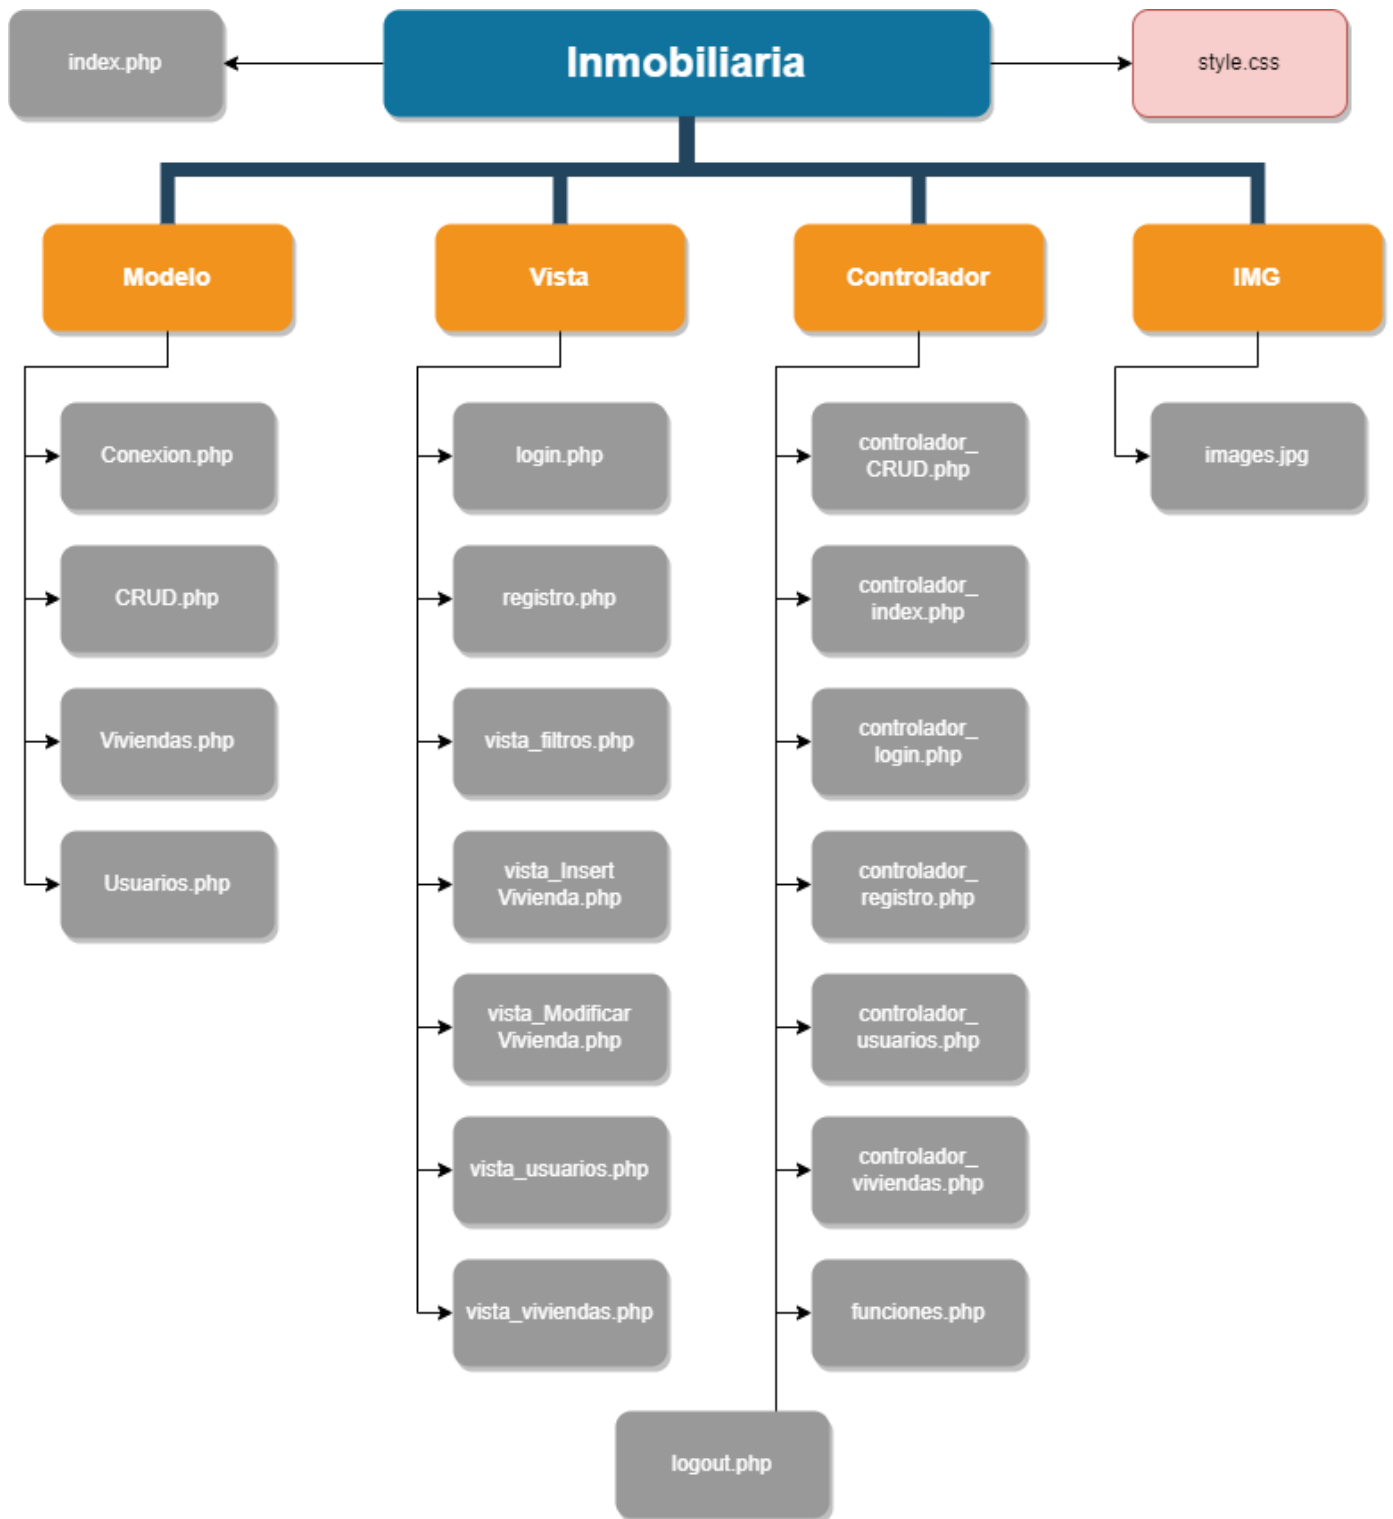 index.php
Inmobiliaria
style.css
Modelo
Vista
Controlador
IMG
Conexion.php
CRUD.php
Viviendas.php
Usuarios.php
login.php
registro.php
vista_filtros.php
vista_Insert
Vivienda.php
vista_Modificar
Vivienda.php
vista_usuarios.php
vista_viviendas.php
controlador_
CRUD.php
controlador_
index.php
controlador_
login.php
controlador_
registro.php
controlador_
usuarios.php
controlador_
viviendas.php
funciones.php
logout.php
images.jpg